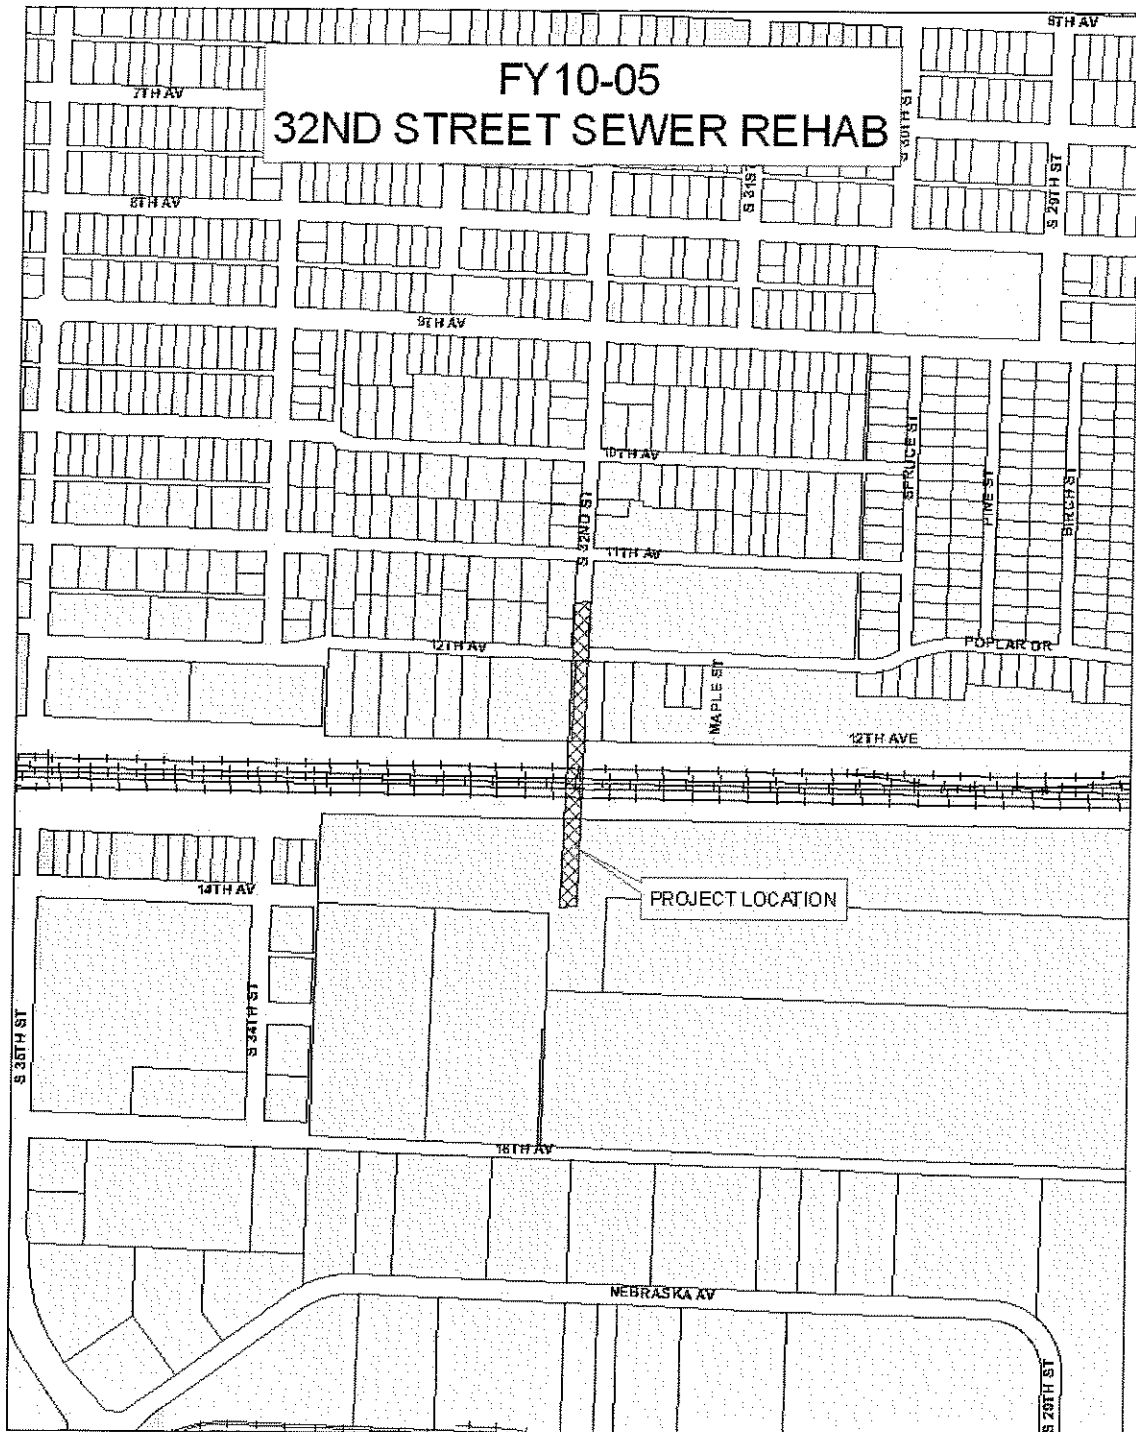 6TH AV
FY10-05
32ND STREET SEWER REHAB
7TH AV
S 30TH ST
S 31ST
S 29TH ST
8TH AV
9TH AV
10TH AV
SPRUCE ST
PINE ST
BIRCH ST
S 32ND ST
11TH AV
12TH AV
POPLAR DR
MAPLE ST
12TH AVE
14TH AV
PROJECT LOCATION
S 35TH ST
S 34TH ST
16TH AV
NEBRASKA AV
S 29TH ST